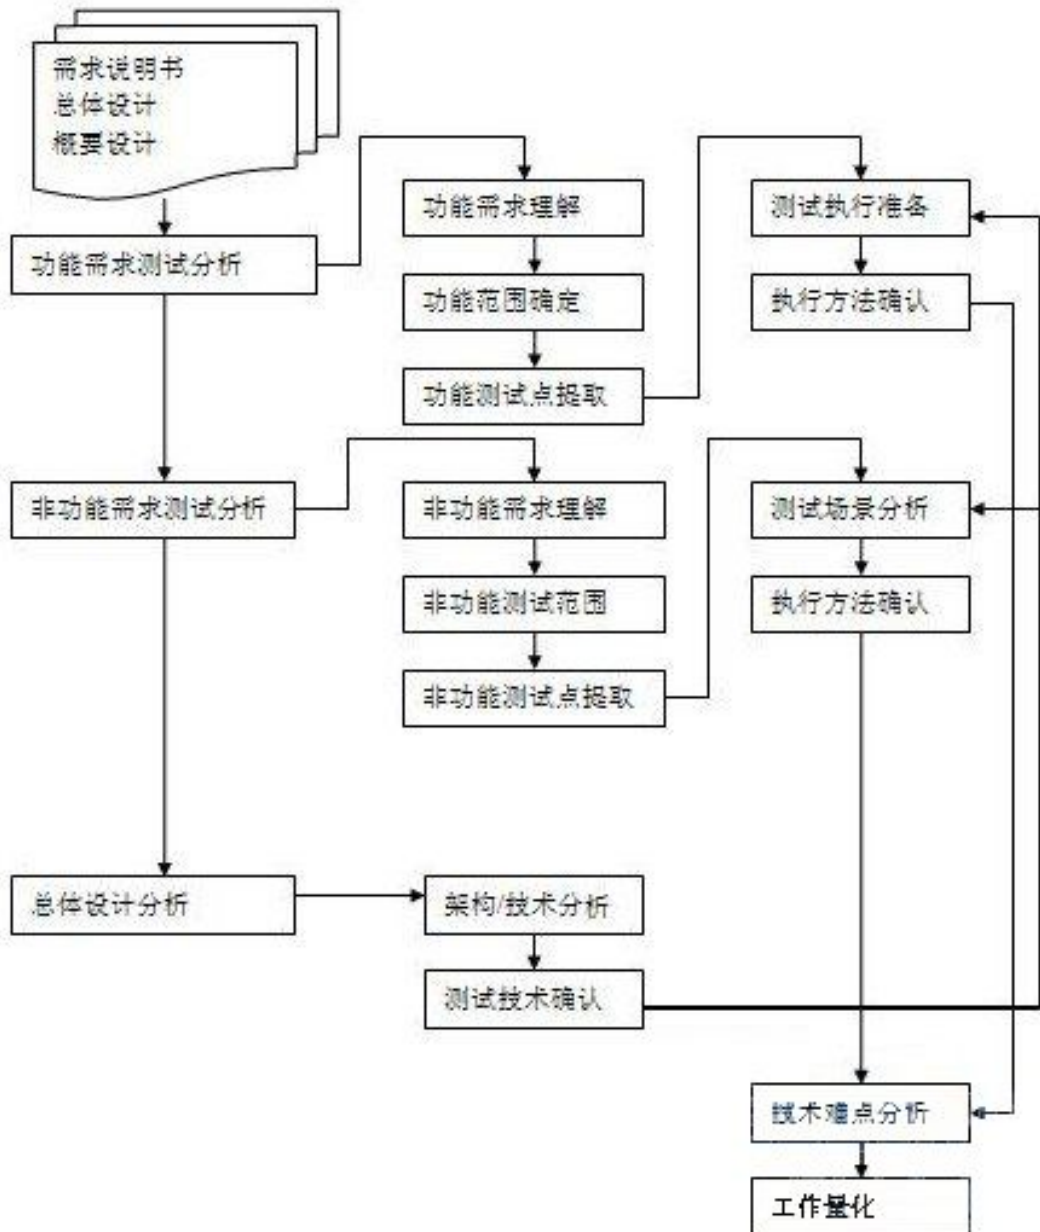 需求说明书
总体设计
概要设计
功能需求理解
测试执行准备
功能需求测试分析
功能范围确定
执行方法确认
功能测试点提取
非功能需求测试分析
非功能需求理解
测试场景分析
非功能测试范围
执行方法确认
非功能测试点提取
总体设计分析
架构/技术分析
测试技术确认
技术难点分析
工作量化